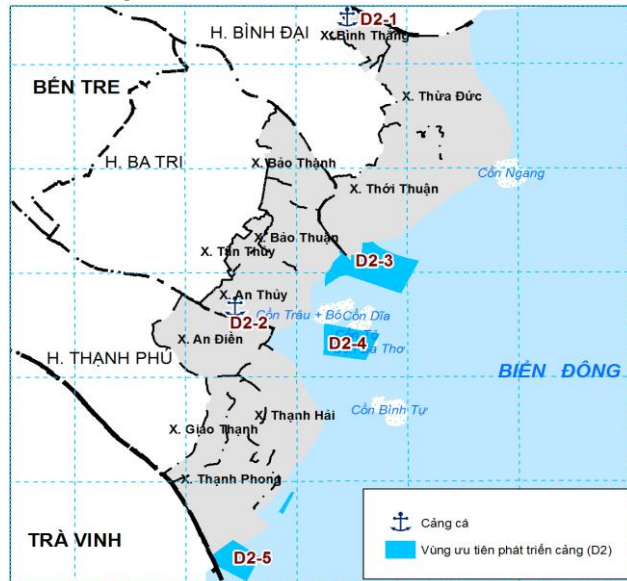 D2-1
H. BÌNH ĐẠI
X. Bình Thắng
BẾN TRE
X. Thừa Đức
X. Bảo Thạnh
H. BA TRI
Cồn Ngang
X. Thới Thuận
X. Bảo Thuận
X. Tân Thủy
D2-3
X. An Thủy
Cồn Trâu + Bò
Cồn Dĩa
D2-2
X. An Điền
D2-4
H. THẠNH PHÚ
BIỂN ĐÔNG
Cồn Bình Tự
X. Thạnh Hải
X. Giao Thạnh
X. Thạnh Phong
Cảng cá
TRÀ VINH
Vùng ưu tiên phát triển cảng (D2)
D2-5